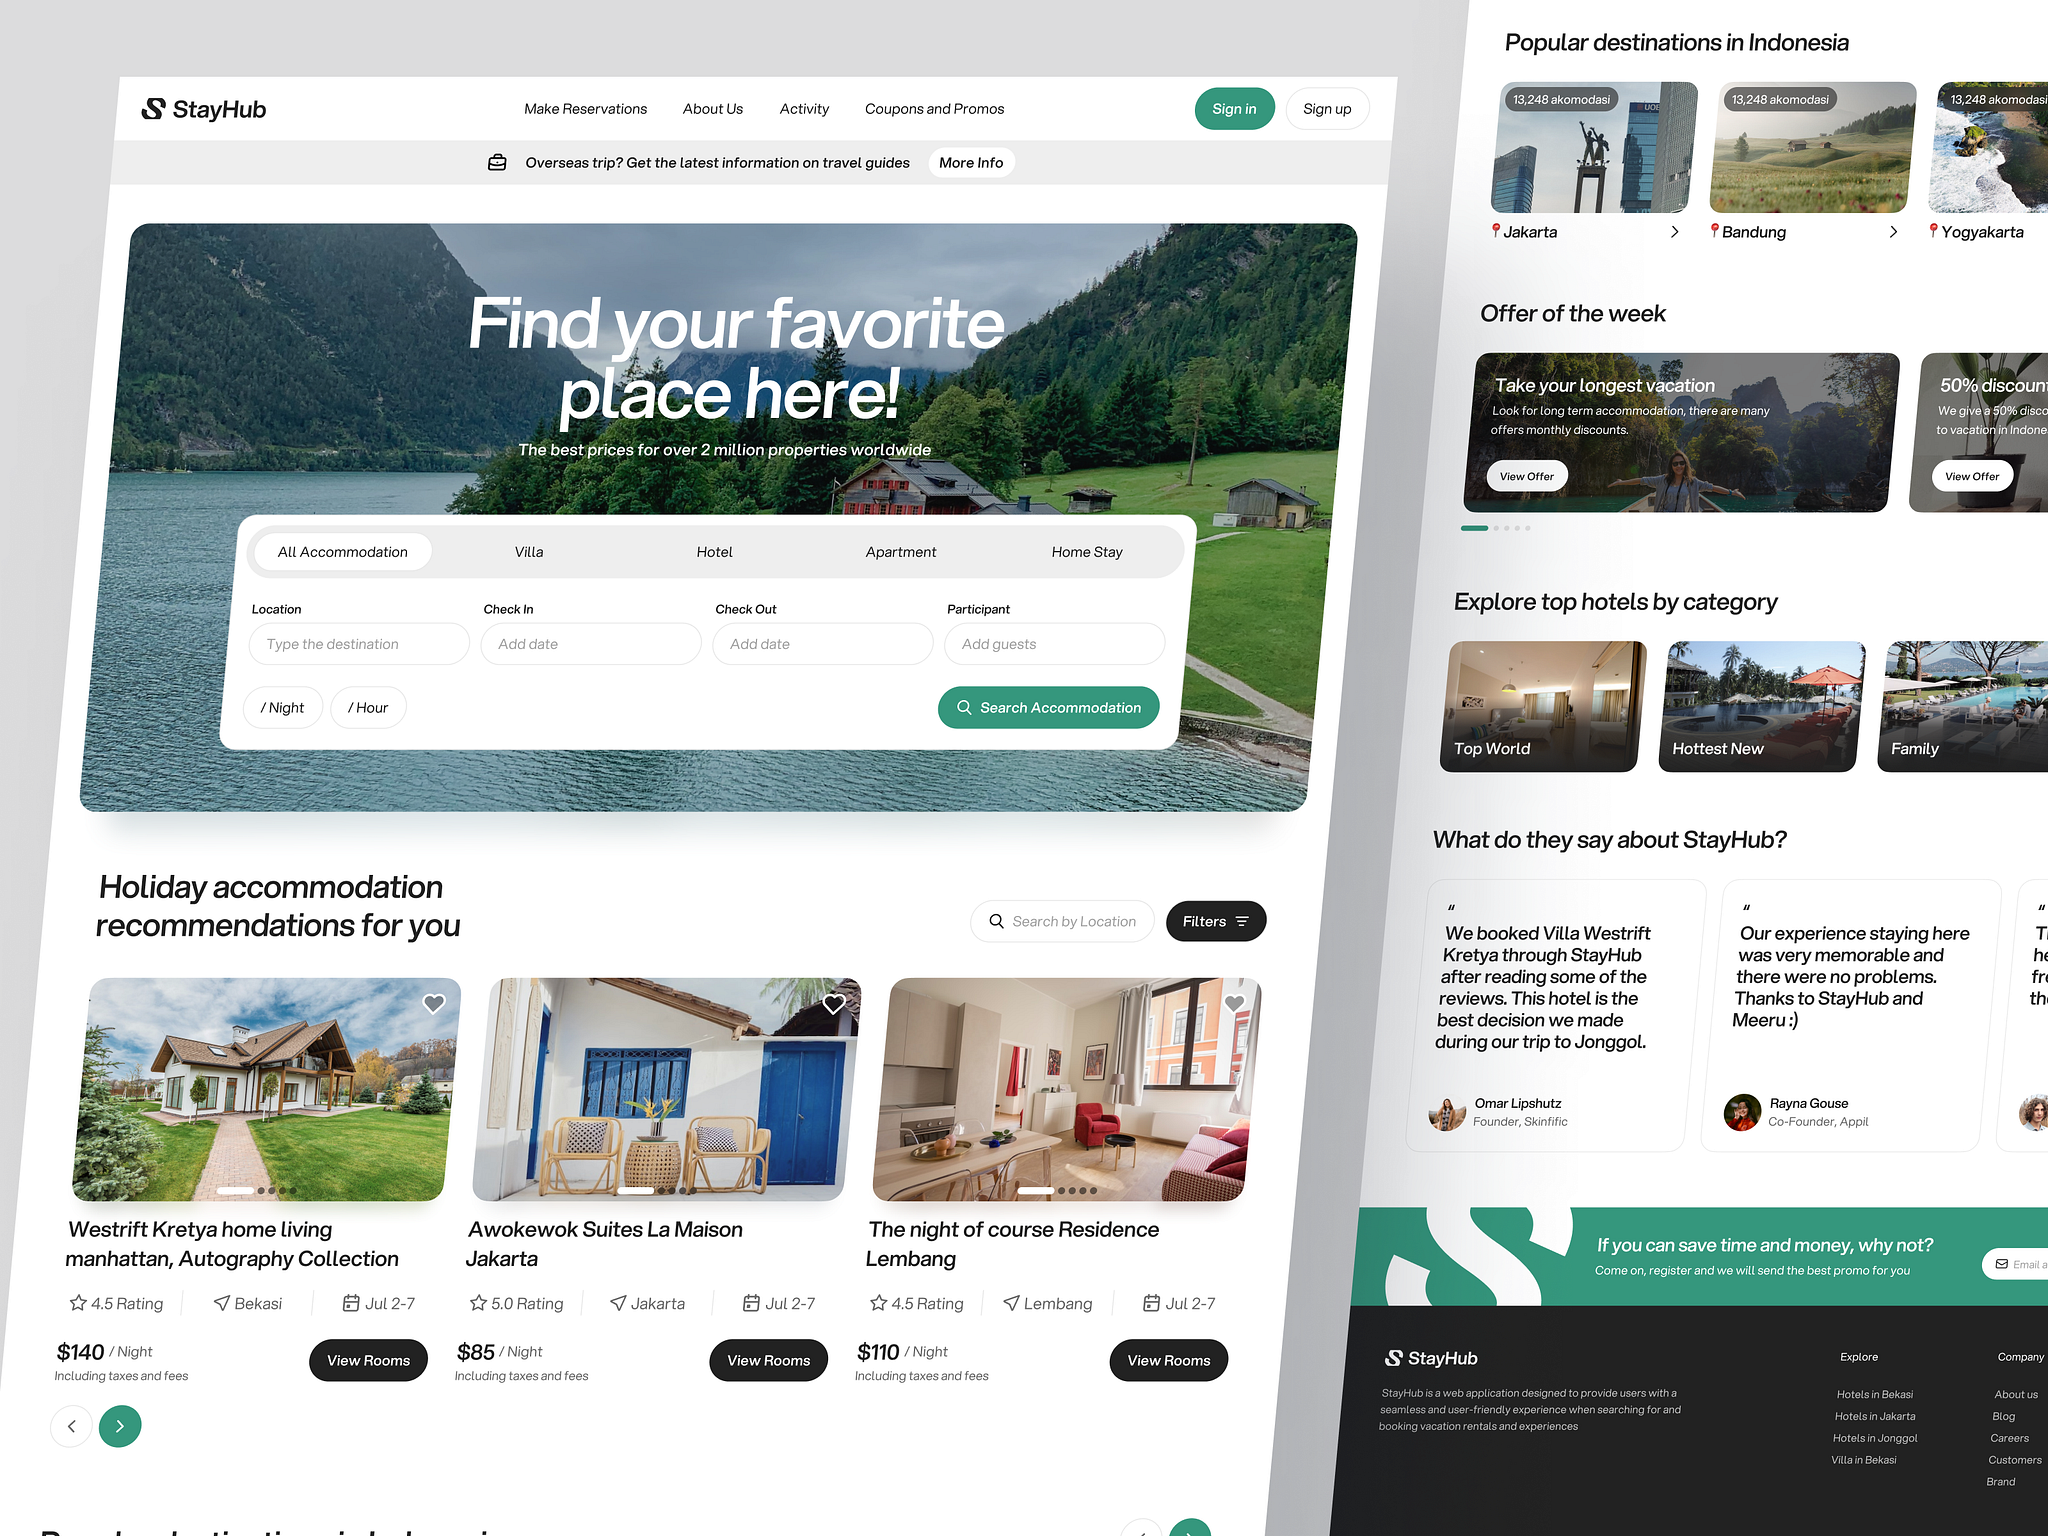 StayHub
Make Reservations
About Us
Activity
Coupons and Promos
Sign in
Sign up
Overseas trip? Get the latest information on travel guides
More Info
Find your favorite
place here!
The best prices for over 2 million properties worldwide
All Accommodation
Villa
Hotel
Apartment
Home Stay
Location
Check In
Check Out
Participant
Type the destination
Add date
Add date
Add guests
/ Night
/ Hour
Search Accommodation
Holiday accommodation
recommendations for you
Search by Location
Filters
Westrift Kretya home living
manhattan, Autography Collection
4.5 Rating
Bekasi
Jul 2-7
$140 / Night
Including taxes and fees
View Rooms
Awokewok Suites La Maison
Jakarta
5.0 Rating
Jakarta
Jul 2-7
$85 / Night
Including taxes and fees
View Rooms
The night of course Residence
Lembang
4.5 Rating
Lembang
Jul 2-7
$110 / Night
Including taxes and fees
View Rooms
Popular destinations in Indonesia
13,248 akomodasi
13,248 akomodasi
13,248 akomodasi
UOB
Jakarta
Bandung
Yogyakarta
Offer of the week
Take your longest vacation
Look for long term accommodation, there are many
offers monthly discounts.
View Offer
50% discount
We give a 50% disco
to vacation in Indone
View Offer
Explore top hotels by category
Top World
Hottest New
Family
What do they say about StayHub?
“
We booked Villa Westrift
Kretya through StayHub
after reading some of the
reviews. This hotel is the
best decision we made
during our trip to Jonggol.
Omar Lipshutz
Founder, Skinfific
“
Our experience staying here
was very memorable and
there were no problems.
Thanks to StayHub and
Meeru :)
Rayna Gouse
Co-Founder, Appil
“
If you can save time and money, why not?
Come on, register and we will send the best promo for you
Email a
StayHub
StayHub is a web application designed to provide users with a
seamless and user-friendly experience when searching for and
booking vacation rentals and experiences
Explore
Hotels in Bekasi
Hotels in Jakarta
Hotels in Jonggol
Villa in Bekasi
Company
About us
Blog
Careers
Customers
Brand